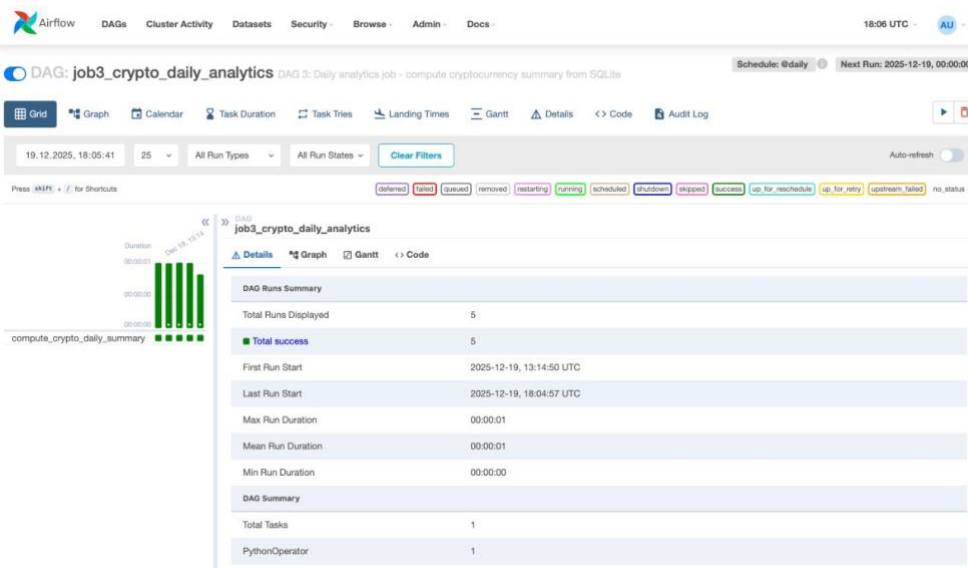 Airflow DAGs Cluster Activity Datasets Security Browse Admin Docs 18:06 UTC AU
DAG: job3_crypto_daily_analytics DAG 3: Daily analytics job - compute cryptocurrency summary from SQLite Schedule: @daily Next Run: 2025-12-19, 00:00:00
Grid Graph Calendar Task Duration Task Tries Landing Times Gantt Details <> Code Audit Log
19.12.2025, 18:05:41 25 All Run Types All Run States Clear Filters Auto-refresh
Press shift + / for Shortcuts deferred failed queued removed restarting running scheduled shutdown skipped success up_for_reschedule up_for_retry upstream_failed no_status
DAG
job3_crypto_daily_analytics
Duration Dec 19, 13:14
00:00:01
00:00:00
00:00:00
compute_crypto_daily_summary
Details Graph Gantt <> Code
DAG Runs Summary
Total Runs Displayed 5
Total success 5
First Run Start 2025-12-19, 13:14:50 UTC
Last Run Start 2025-12-19, 18:04:57 UTC
Max Run Duration 00:00:01
Mean Run Duration 00:00:01
Min Run Duration 00:00:00
DAG Summary
Total Tasks 1
PythonOperator 1